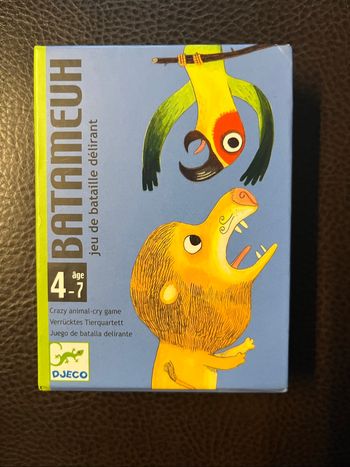 BATAMEUH
jeu de bataille délirant
âge
4-7
Crazy animal-cry game
Verrücktes Tierquartett
Juego de batalla delirante
DJECO